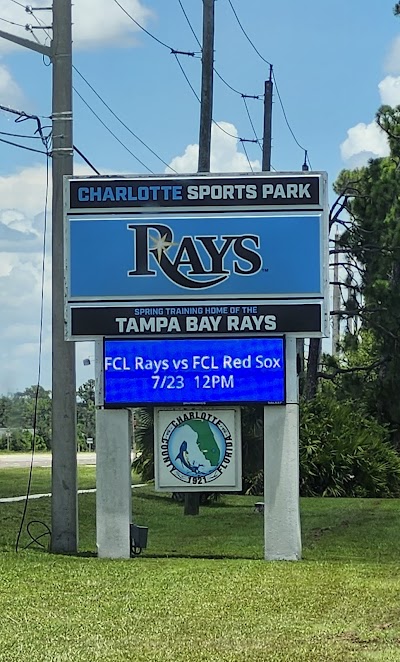 CHARLOTTE SPORTS PARK
RAYS™
SPRING TRAINING HOME OF THE
TAMPA BAY RAYS
FCL Rays vs FCL Red Sox
7/23 12PM
CHARLOTTE COUNTY FLORIDA
1921